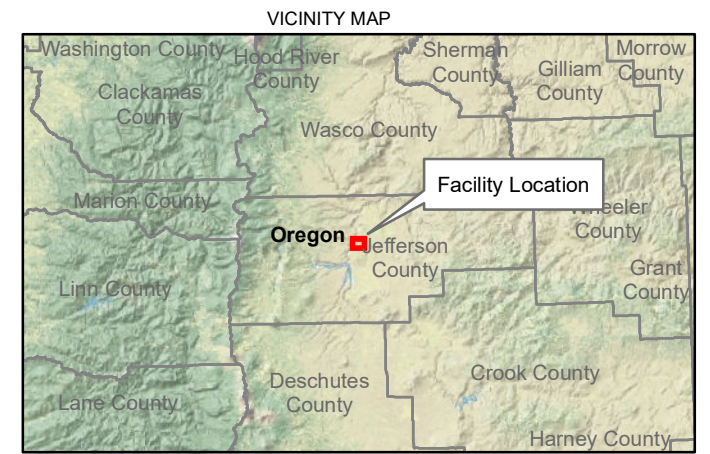 VICINITY MAP
Washington County
Hood River
County
Sherman
County
Gilliam
County
Morrow
County
Clackamas
County
Wasco County
Facility Location
Marion County
Wheeler
County
Oregon
Jefferson
County
Grant
County
Linn County
Deschutes
County
Crook County
Lane County
Harney County